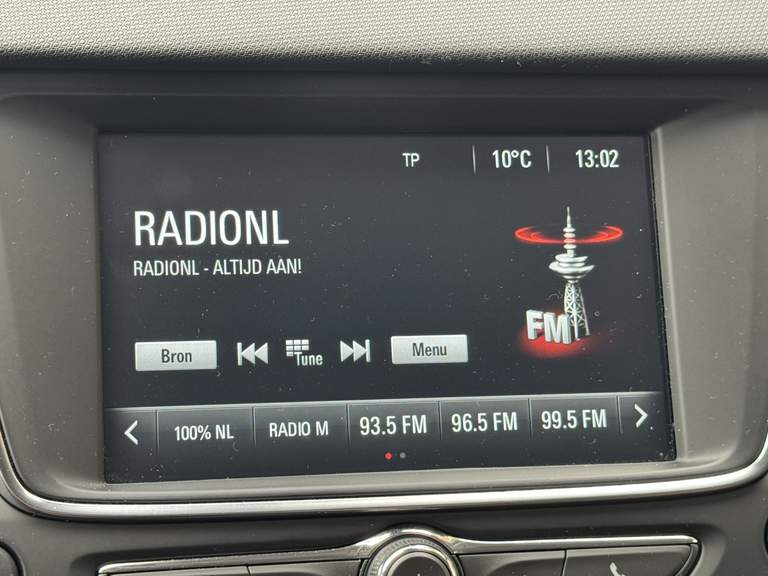 TP 10°C 13:02
RADIONL
RADIONL - ALTIJD AAN!
FM
Bron Tune Menu
100% NL RADIO M 93.5 FM 96.5 FM 99.5 FM